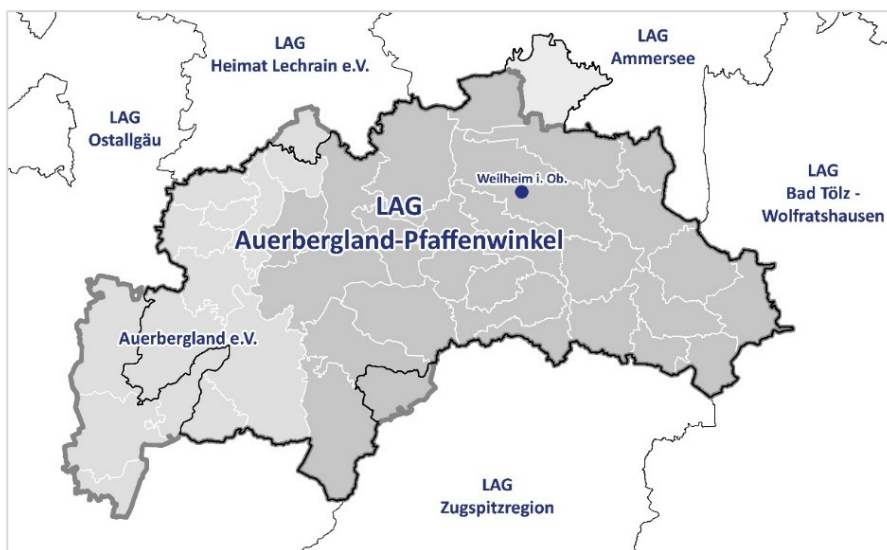 LAG
Heimat Lechrain e.V.
LAG
Ammersee
LAG
Ostallgäu
LAG
Bad Tölz -
Wolfratshausen
Weilheim i. Ob.
LAG
Auerbergland-Pfaffenwinkel
Auerbergland e.V.
LAG
Zugspitzregion